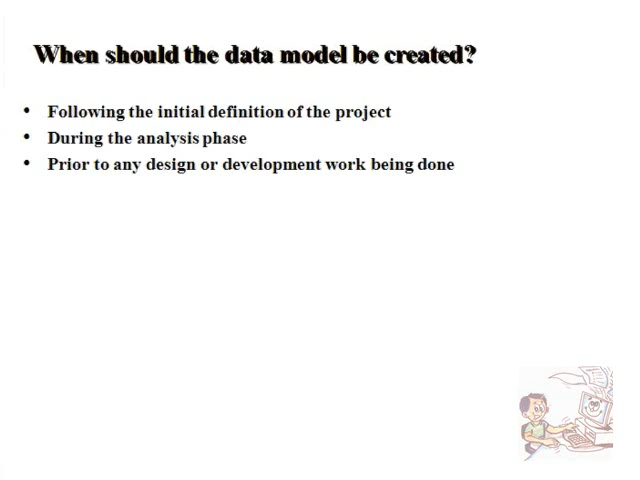 When should the data model be created?
• Following the initial definition of the project
• During the analysis phase
• Prior to any design or development work being done